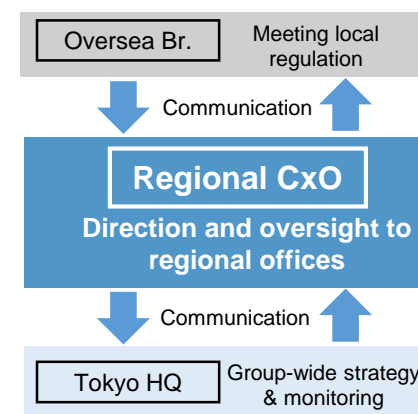 Oversea Br.
Meeting local
regulation
Communication
Regional CxO
Direction and oversight to
regional offices
Communication
Tokyo HQ
Group-wide strategy
& monitoring